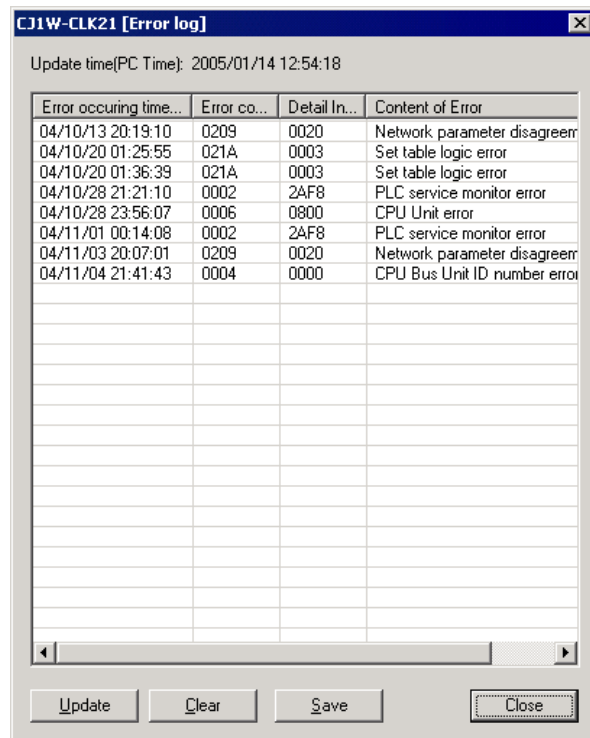 CJ1W-CLK21 [Error log]
Update time(PC Time): 2005/01/14 12:54:18
Error occuring time... Error co... Detail In... Content of Error
04/10/13 20:19:10 0209 0020 Network parameter disagreem
04/10/20 01:25:55 021A 0003 Set table logic error
04/10/20 01:36:39 021A 0003 Set table logic error
04/10/28 21:21:10 0002 2AF8 PLC service monitor error
04/10/28 23:56:07 0006 0800 CPU Unit error
04/11/01 00:14:08 0002 2AF8 PLC service monitor error
04/11/03 20:07:01 0209 0020 Network parameter disagreem
04/11/04 21:41:43 0004 0000 CPU Bus Unit ID number error
Update Clear Save Close